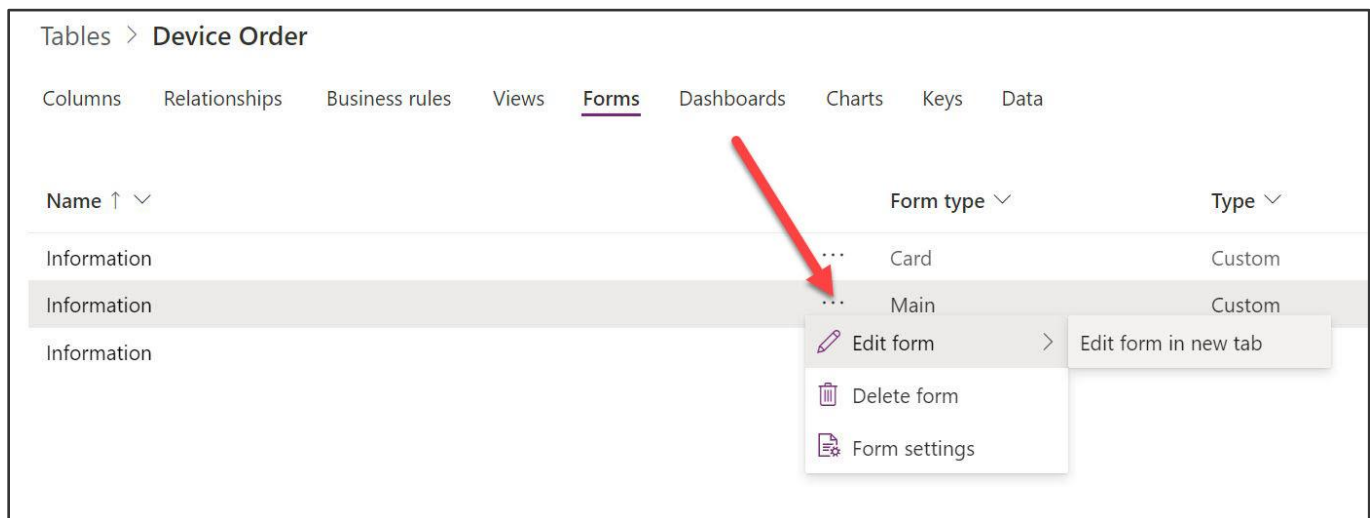 Tables > Device Order
Columns Relationships Business rules Views Forms Dashboards Charts Keys Data
Name ↑ Form type Type
Information ... Card Custom
Information ... Main Custom
Information
Edit form > Edit form in new tab
Delete form
Form settings